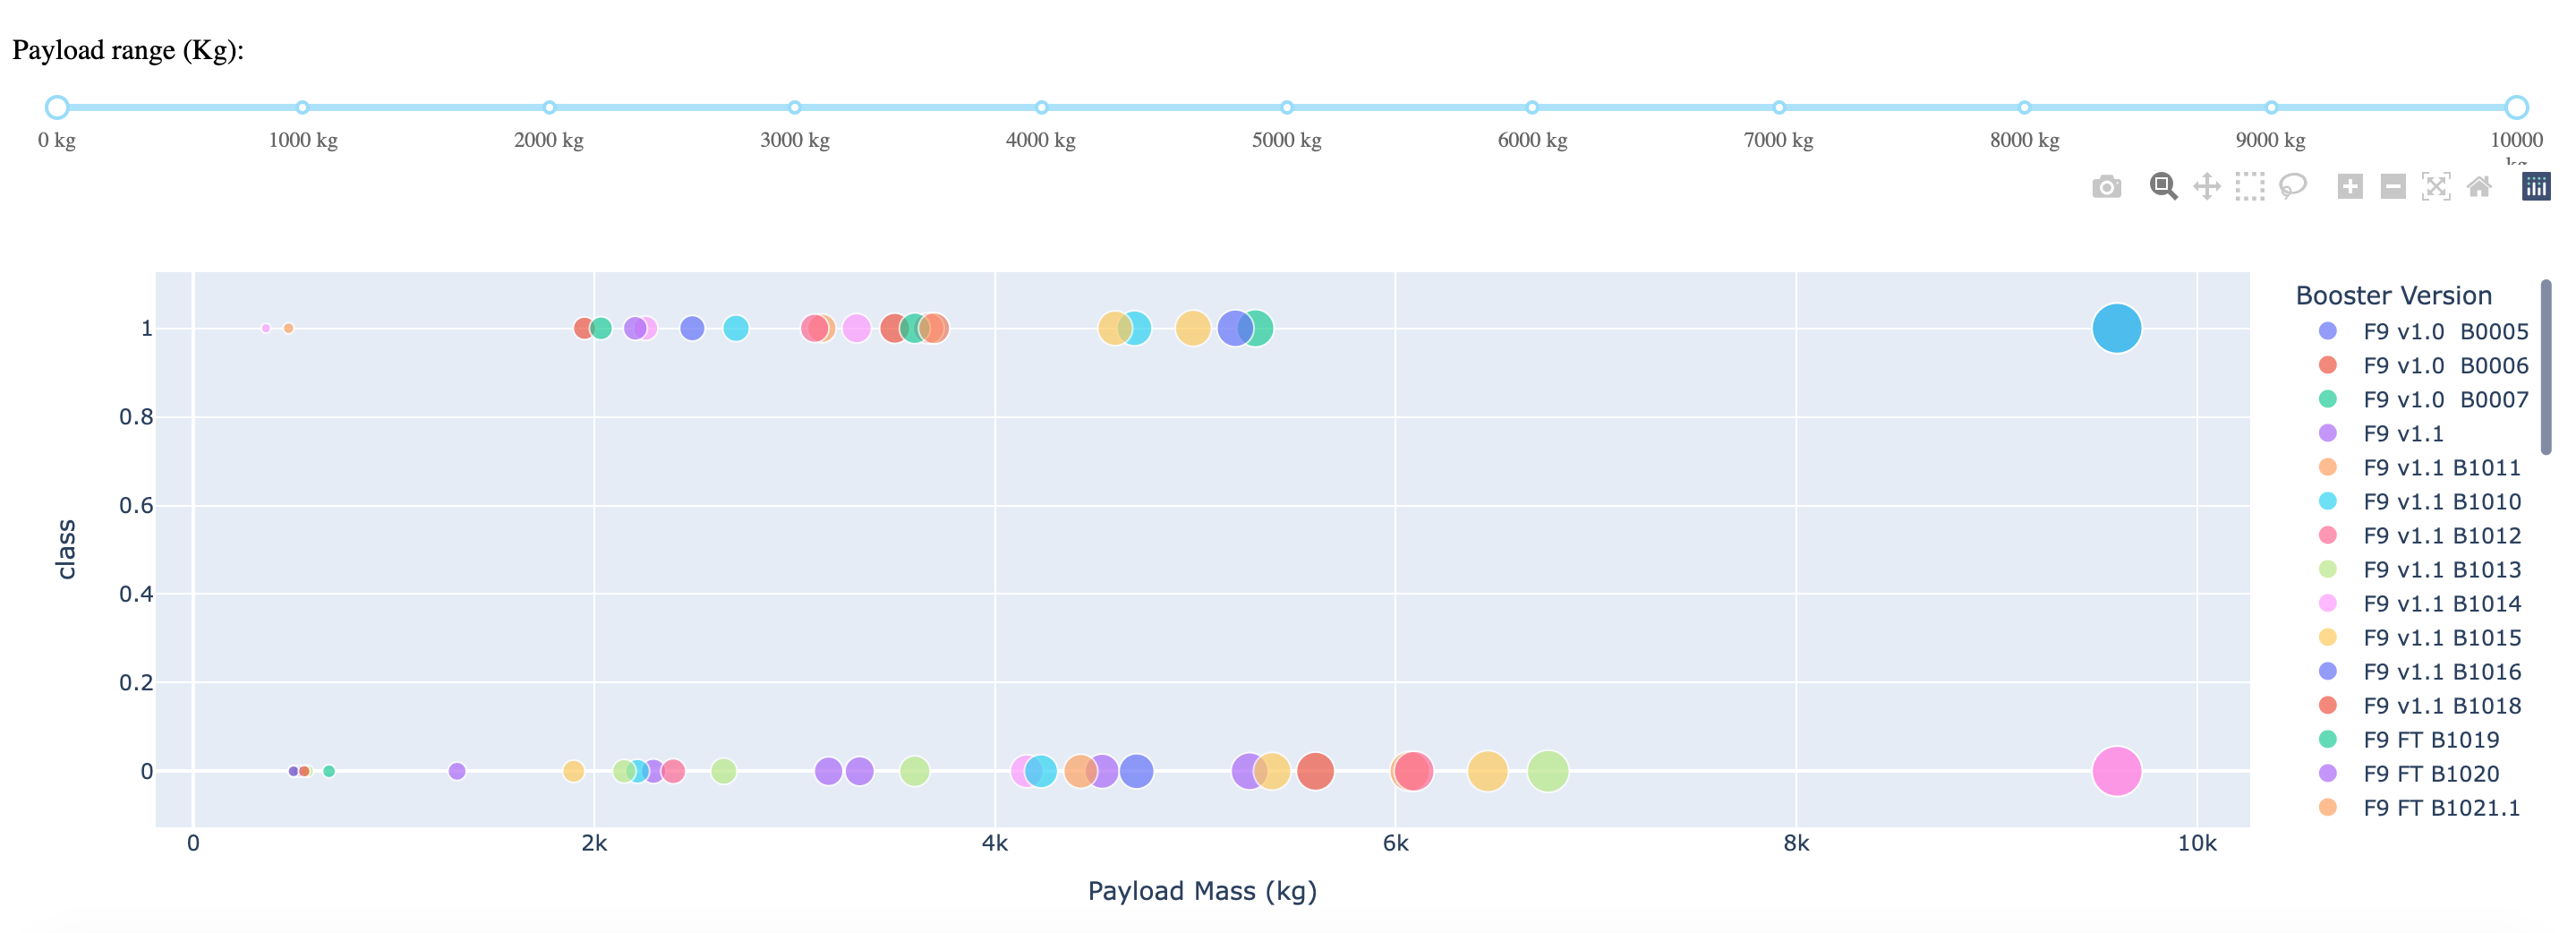 Payload range (Kg):
0 kg 1000 kg 2000 kg 3000 kg 4000 kg 5000 kg 6000 kg 7000 kg 8000 kg 9000 kg 10000
kg
Booster Version
F9 v1.0  B0005
F9 v1.0  B0006
F9 v1.0  B0007
F9 v1.1
F9 v1.1 B1011
F9 v1.1 B1010
F9 v1.1 B1012
F9 v1.1 B1013
F9 v1.1 B1014
F9 v1.1 B1015
F9 v1.1 B1016
F9 v1.1 B1018
F9 FT B1019
F9 FT B1020
F9 FT B1021.1
1
0.8
0.6
0.4
0.2
0
class
0 2k 4k 6k 8k 10k
Payload Mass (kg)